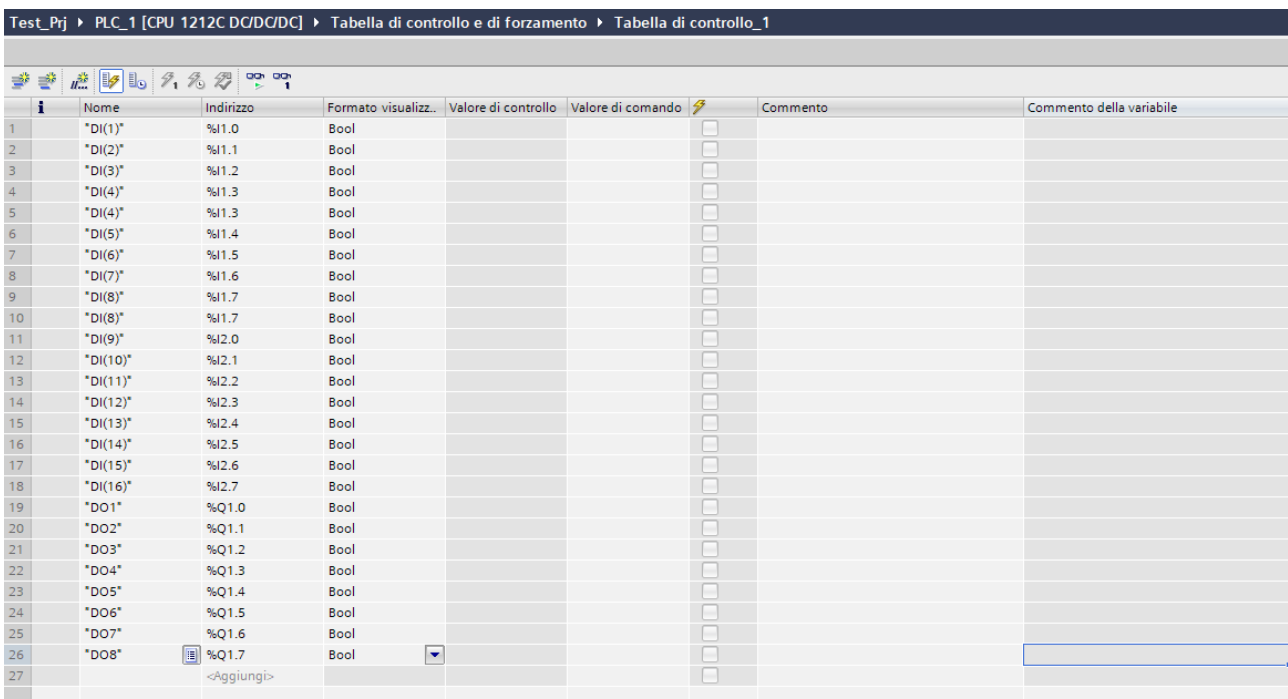 Test_Prj ▸ PLC_1 [CPU 1212C DC/DC/DC] ▸ Tabella di controllo e di forzamento ▸ Tabella di controllo_1
i Nome Indirizzo Formato visualizz.. Valore di controllo Valore di comando Commento Commento della variabile
1 "DI(1)" %I1.0 Bool
2 "DI(2)" %I1.1 Bool
3 "DI(3)" %I1.2 Bool
4 "DI(4)" %I1.3 Bool
5 "DI(4)" %I1.3 Bool
6 "DI(5)" %I1.4 Bool
7 "DI(6)" %I1.5 Bool
8 "DI(7)" %I1.6 Bool
9 "DI(8)" %I1.7 Bool
10 "DI(8)" %I1.7 Bool
11 "DI(9)" %I2.0 Bool
12 "DI(10)" %I2.1 Bool
13 "DI(11)" %I2.2 Bool
14 "DI(12)" %I2.3 Bool
15 "DI(13)" %I2.4 Bool
16 "DI(14)" %I2.5 Bool
17 "DI(15)" %I2.6 Bool
18 "DI(16)" %I2.7 Bool
19 "DO1" %Q1.0 Bool
20 "DO2" %Q1.1 Bool
21 "DO3" %Q1.2 Bool
22 "DO4" %Q1.3 Bool
23 "DO5" %Q1.4 Bool
24 "DO6" %Q1.5 Bool
25 "DO7" %Q1.6 Bool
26 "DO8" %Q1.7 Bool
27 <Aggiungi>